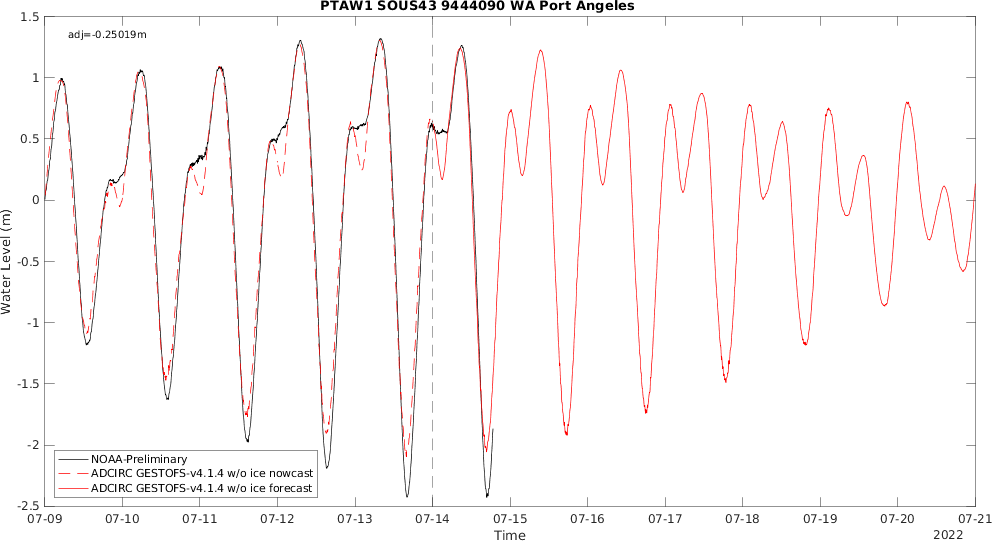 PTAW1 SOUS43 9444090 WA Port Angeles
adj=-0.25019m
Water Level (m)
1.5
1
0.5
0
-0.5
-1
-1.5
-2
-2.5
NOAA-Preliminary
ADCIRC GESTOFS-v4.1.4 w/o ice nowcast
ADCIRC GESTOFS-v4.1.4 w/o ice forecast
07-09 07-10 07-11 07-12 07-13 07-14 07-15 07-16 07-17 07-18 07-19 07-20 07-21
Time
2022